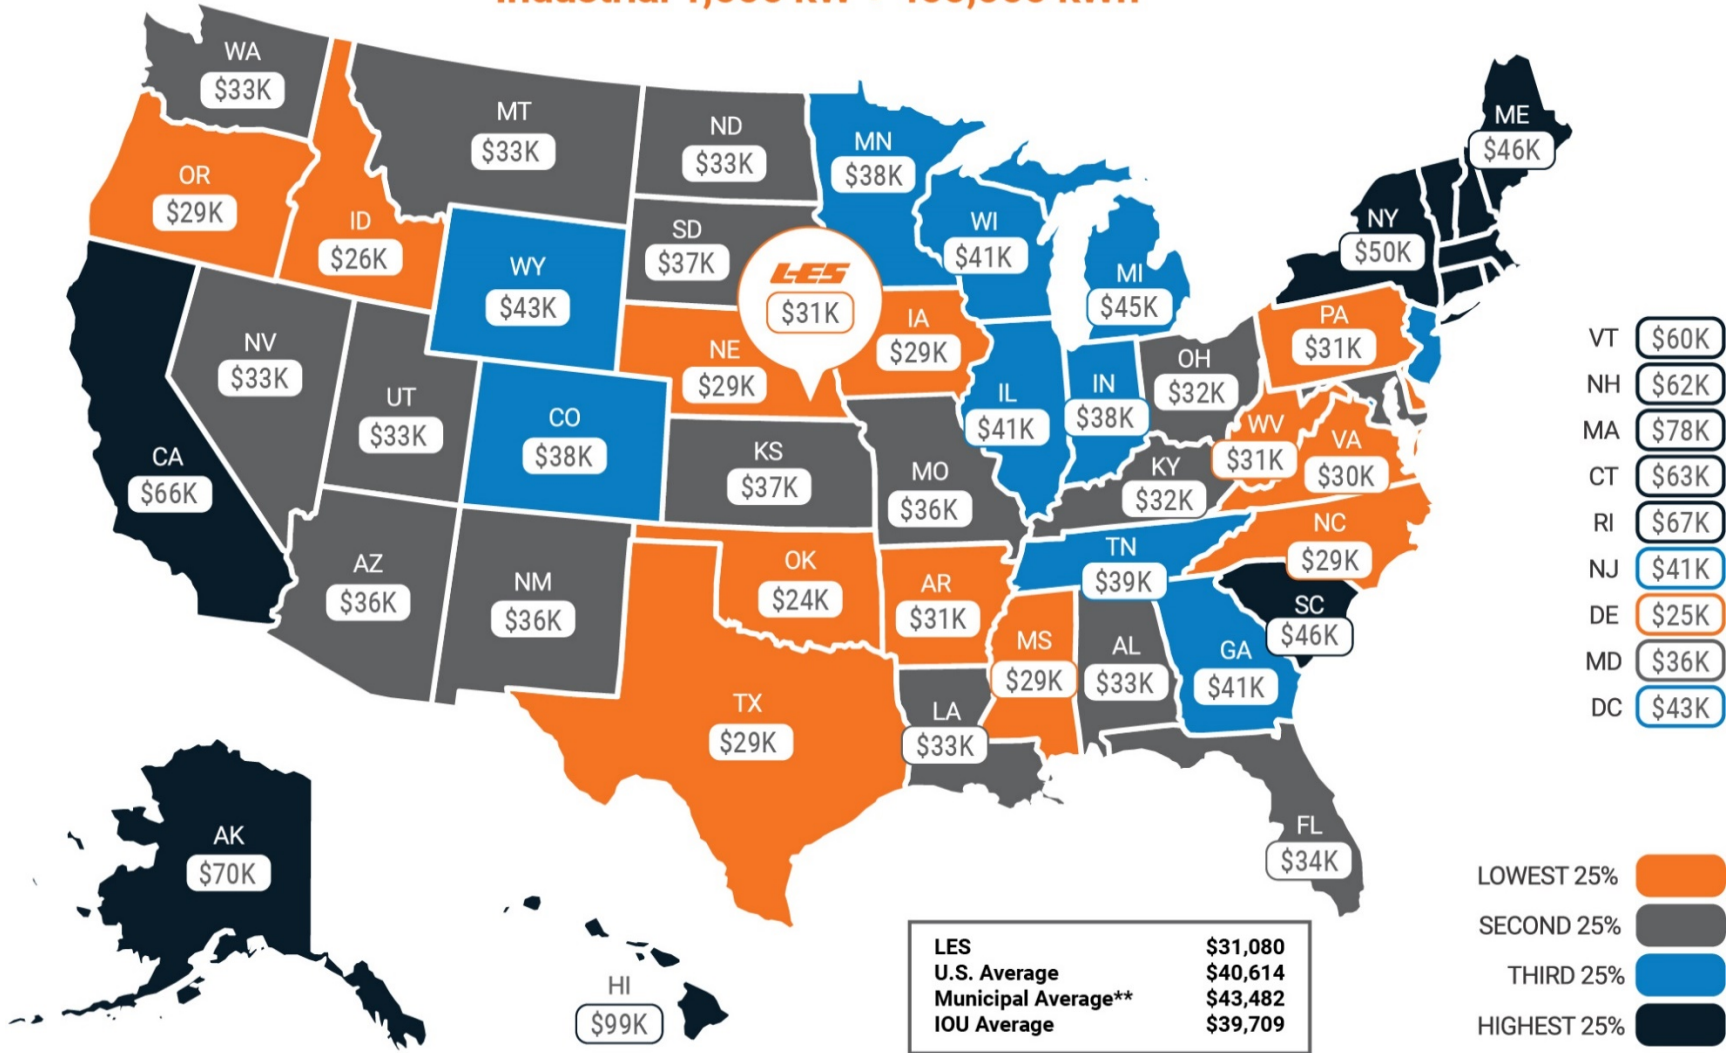 WA
$33K
MT
$33K
ND
$33K
MN
$38K
ME
$46K
OR
$29K
ID
$26K
WY
$43K
SD
$37K
LES
$31K
WI
$41K
MI
$45K
NY
$50K
NV
$33K
UT
$33K
CO
$38K
NE
$29K
IA
$29K
IL
$41K
IN
$38K
OH
$32K
PA
$31K
CA
$66K
KS
$37K
MO
$36K
KY
$32K
WV
$31K
VA
$30K
AZ
$36K
NM
$36K
OK
$24K
AR
$31K
TN
$39K
NC
$29K
SC
$46K
TX
$29K
LA
$33K
MS
$29K
AL
$33K
GA
$41K
FL
$34K
AK
$70K
HI
$99K
VT $60K
NH $62K
MA $78K
CT $63K
RI $67K
NJ $41K
DE $25K
MD $36K
DC $43K
LES $31,080
U.S. Average $40,614
Municipal Average** $43,482
IOU Average $39,709
LOWEST 25%
SECOND 25%
THIRD 25%
HIGHEST 25%